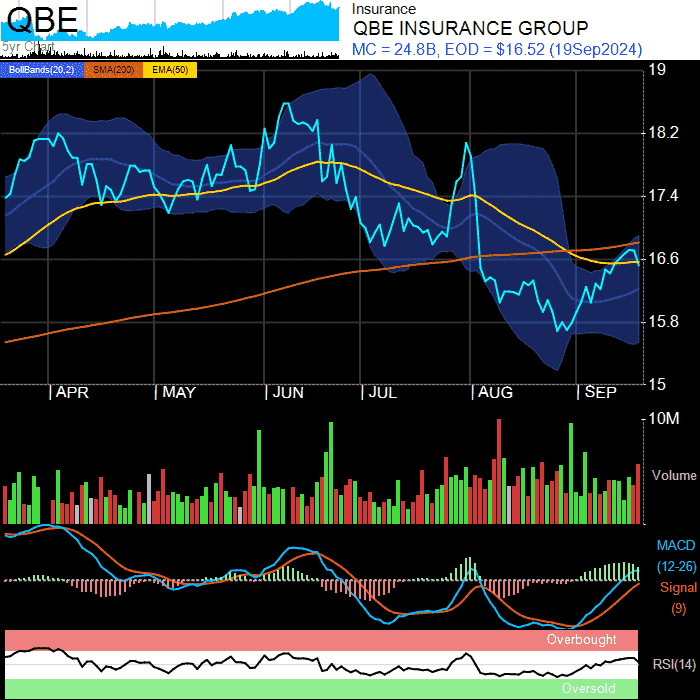 QBE
5yr Chart
Insurance
QBE INSURANCE GROUP
MC = 24.8B, EOD = $16.52 (19Sep2024)
BollBands(20,2) SMA(200) EMA(50)
19
18.2
17.4
16.6
15.8
15
APR MAY JUN JUL AUG SEP
10M
Volume
MACD
(12-26)
Signal
(9)
Overbought
RSI(14)
Oversold